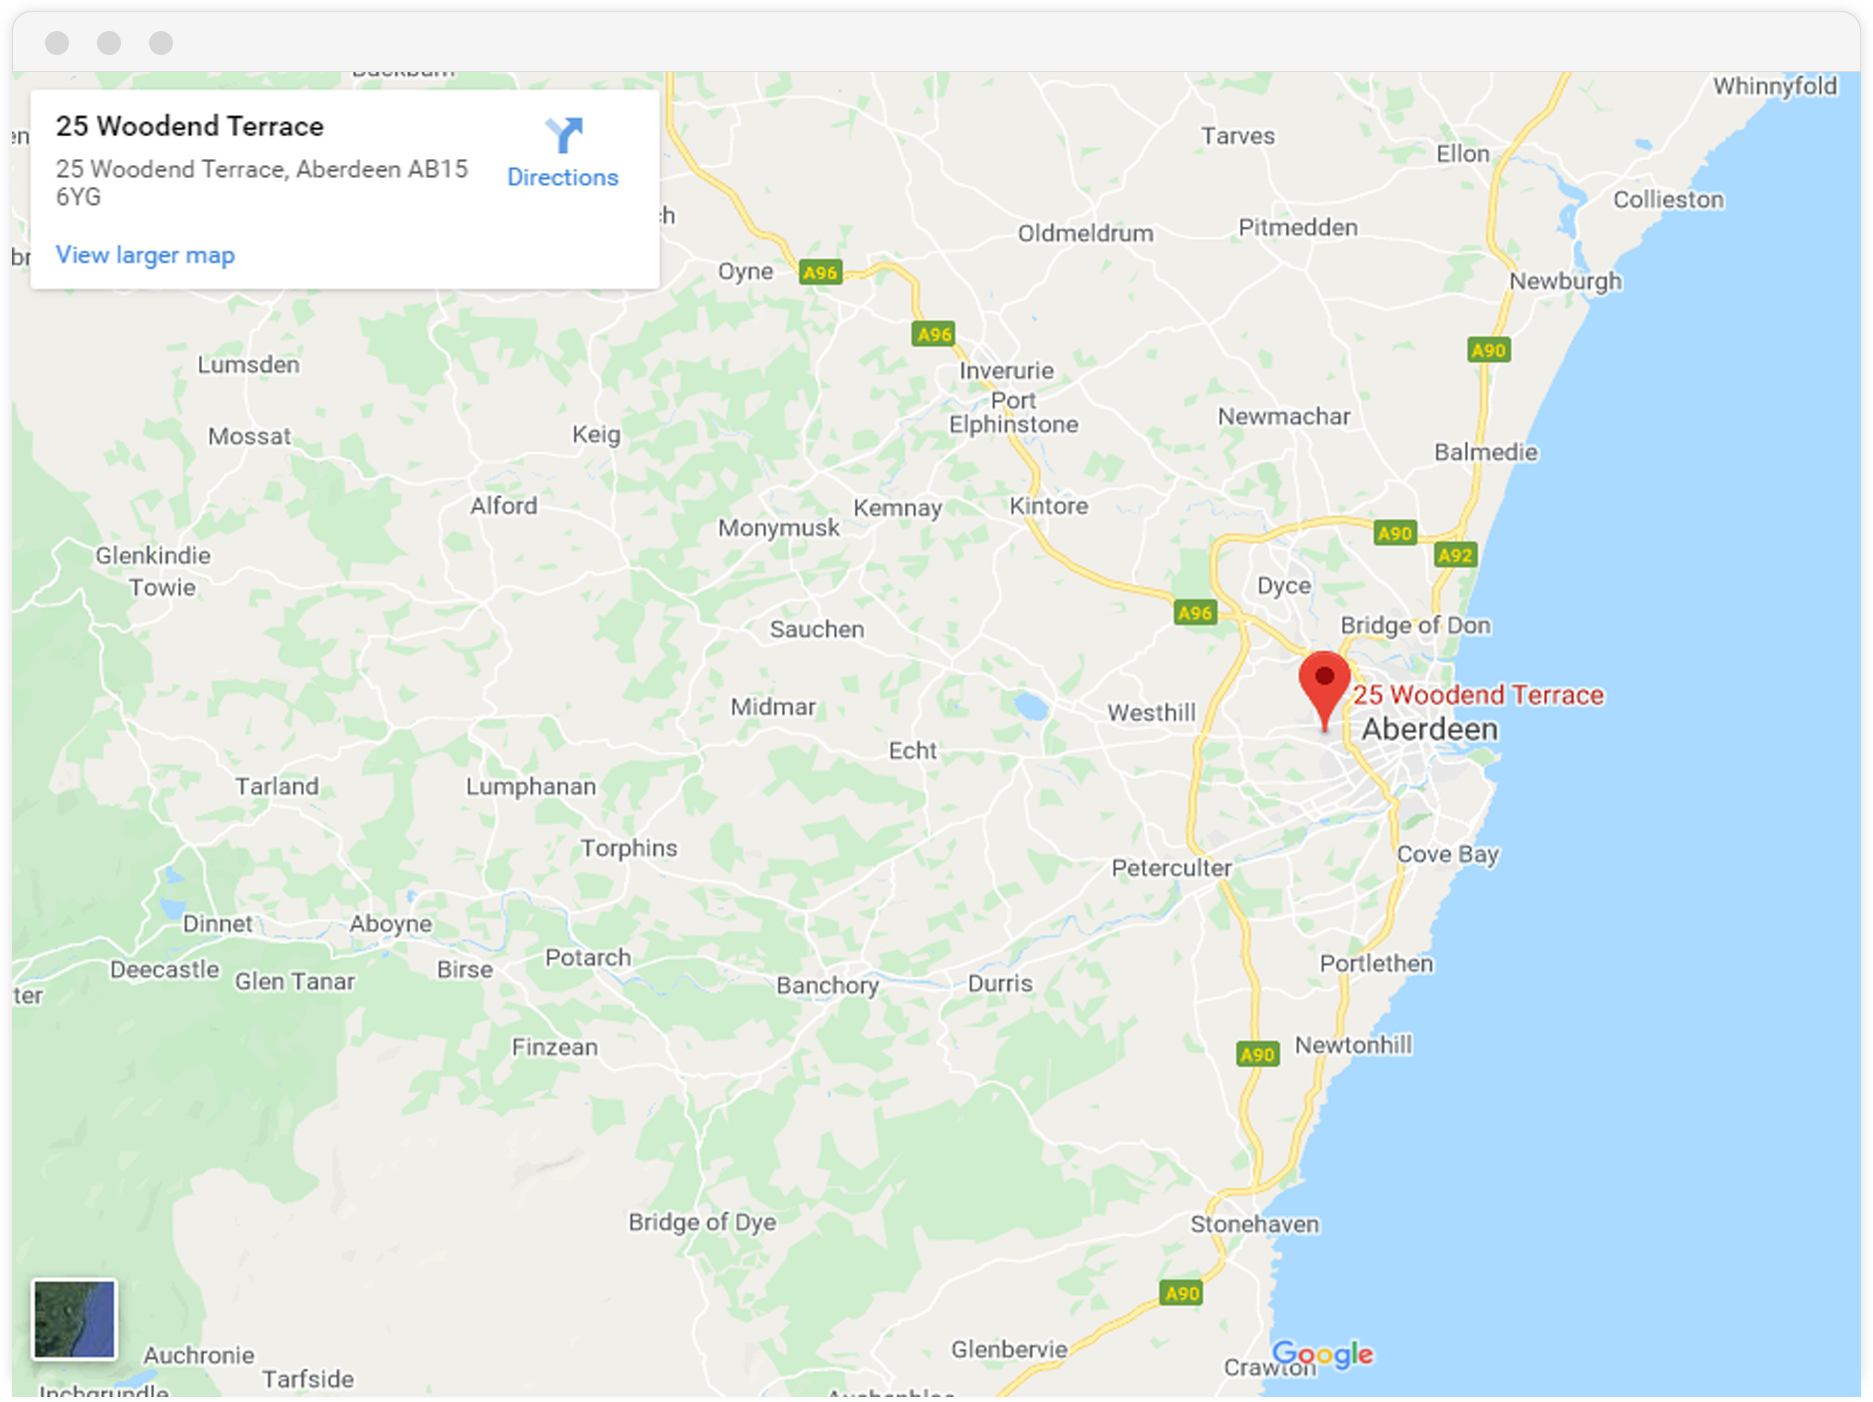 25 Woodend Terrace
25 Woodend Terrace, Aberdeen AB15
6YG
Directions
View larger map
Whinnyfold
Tarves
Ellon
Collieston
Pitmedden
Oldmeldrum
Oyne
A96
Newburgh
A96
A90
Lumsden
Inverurie
Port
Elphinstone
Newmachar
Mossat
Keig
Balmedie
Alford
Monymusk
Kemnay
Kintore
A90
A92
Glenkindie
Towie
Dyce
A96
Sauchen
Bridge of Don
25 Woodend Terrace
Aberdeen
Midmar
Westhill
Echt
Tarland
Lumphanan
Torphins
Peterculter
Cove Bay
Dinnet
Aboyne
Potarch
Deecastle
Glen Tanar
Birse
Banchory
Durris
Portlethen
ter
Finzean
A90
Newtonhill
Bridge of Dye
Stonehaven
A90
Glenbervie
Google
Crawton
Auchronie
Tarfside
Inchgrundle